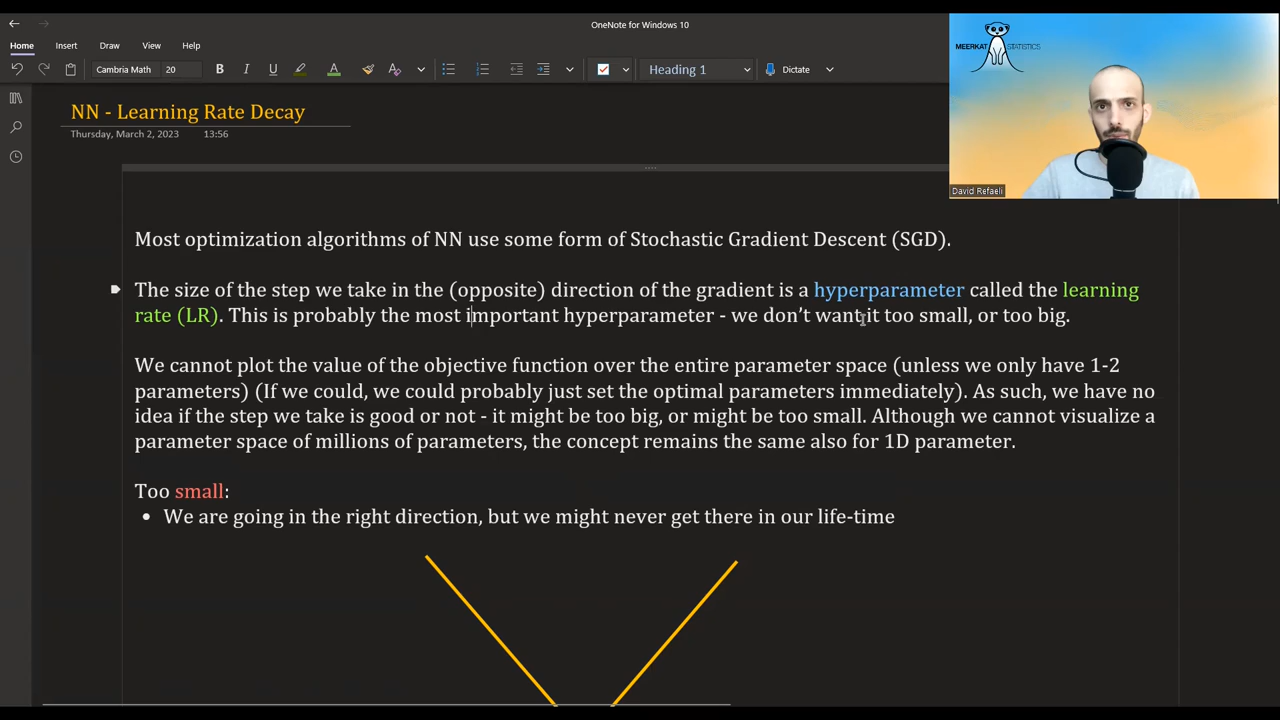 OneNote for Windows 10
Home Insert Draw View Help
Cambria Math 20 B I U A Heading 1 Dictate
MEERKAT STATISTICS
David Refaeli
NN - Learning Rate Decay
Thursday, March 2, 2023 13:56
Most optimization algorithms of NN use some form of Stochastic Gradient Descent (SGD).
The size of the step we take in the (opposite) direction of the gradient is a hyperparameter called the learning
rate (LR). This is probably the most important hyperparameter - we don’t want it too small, or too big.
We cannot plot the value of the objective function over the entire parameter space (unless we only have 1-2
parameters) (If we could, we could probably just set the optimal parameters immediately). As such, we have no
idea if the step we take is good or not - it might be too big, or might be too small. Although we cannot visualize a
parameter space of millions of parameters, the concept remains the same also for 1D parameter.
Too small:
• We are going in the right direction, but we might never get there in our life-time